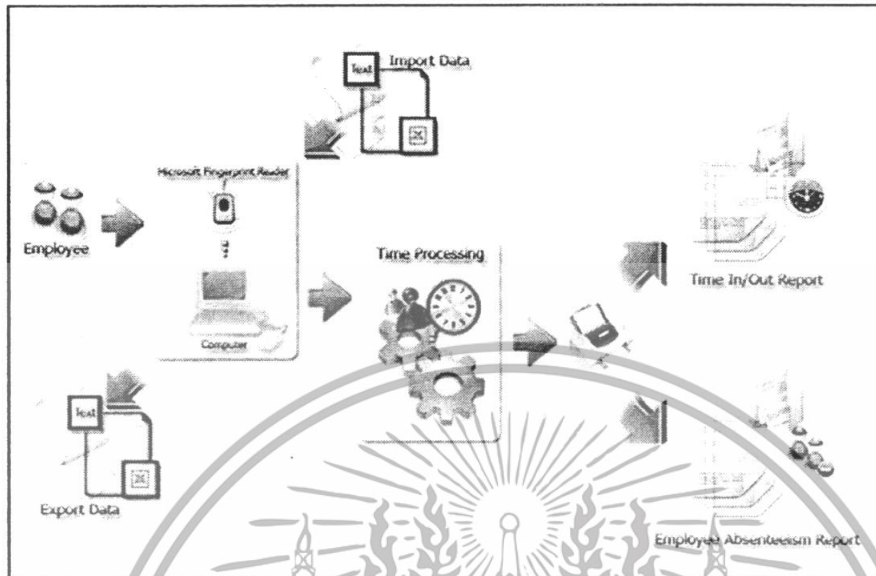 Text
Import Data
Microsoft Fingerprint Reader
Employee
Computer
Time Processing
Time In/Out Report
Text
Export Data
Employee Absenteeism Report